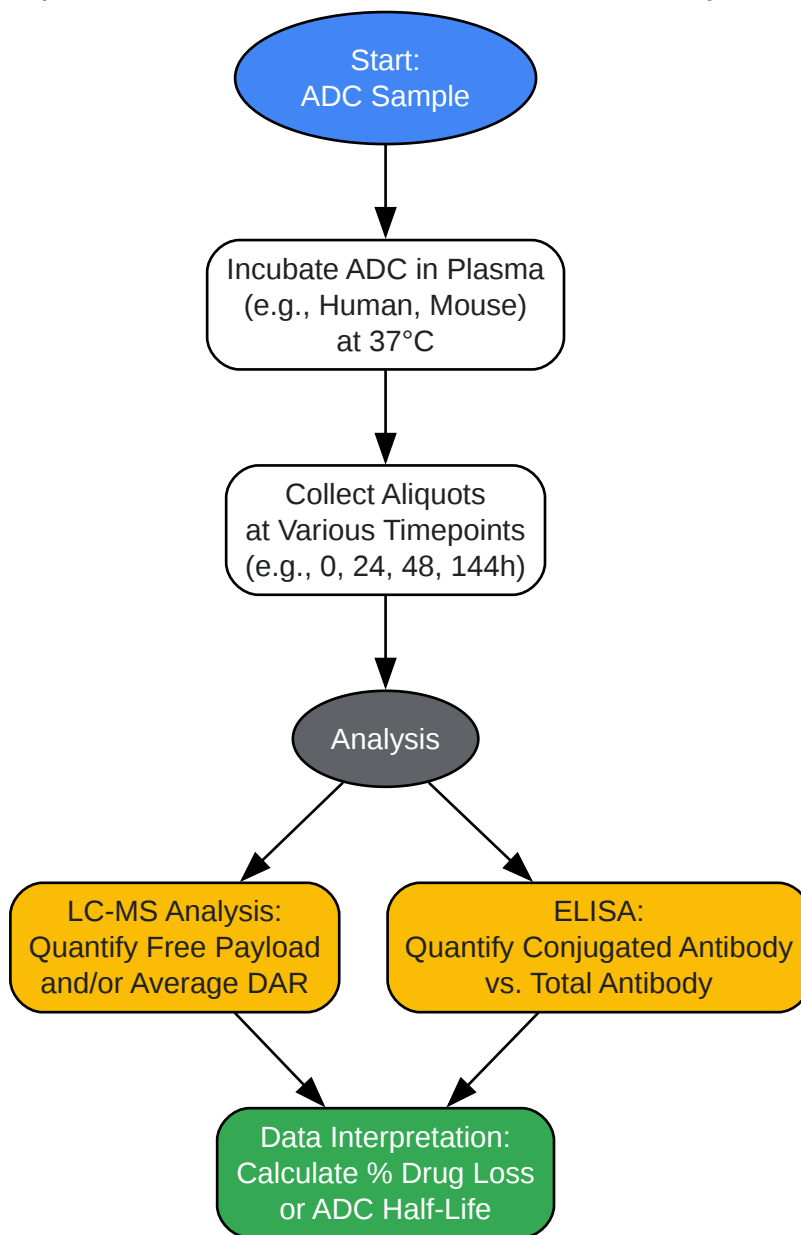 Start:
ADC Sample
Incubate ADC in Plasma
(e.g., Human, Mouse)
at 37°C
Collect Aliquots
at Various Timepoints
(e.g., 0, 24, 48, 144h)
Analysis
LC-MS Analysis:
Quantify Free Payload
and/or Average DAR
ELISA:
Quantify Conjugated Antibody
vs. Total Antibody
Data Interpretation:
Calculate % Drug Loss
or ADC Half-Life